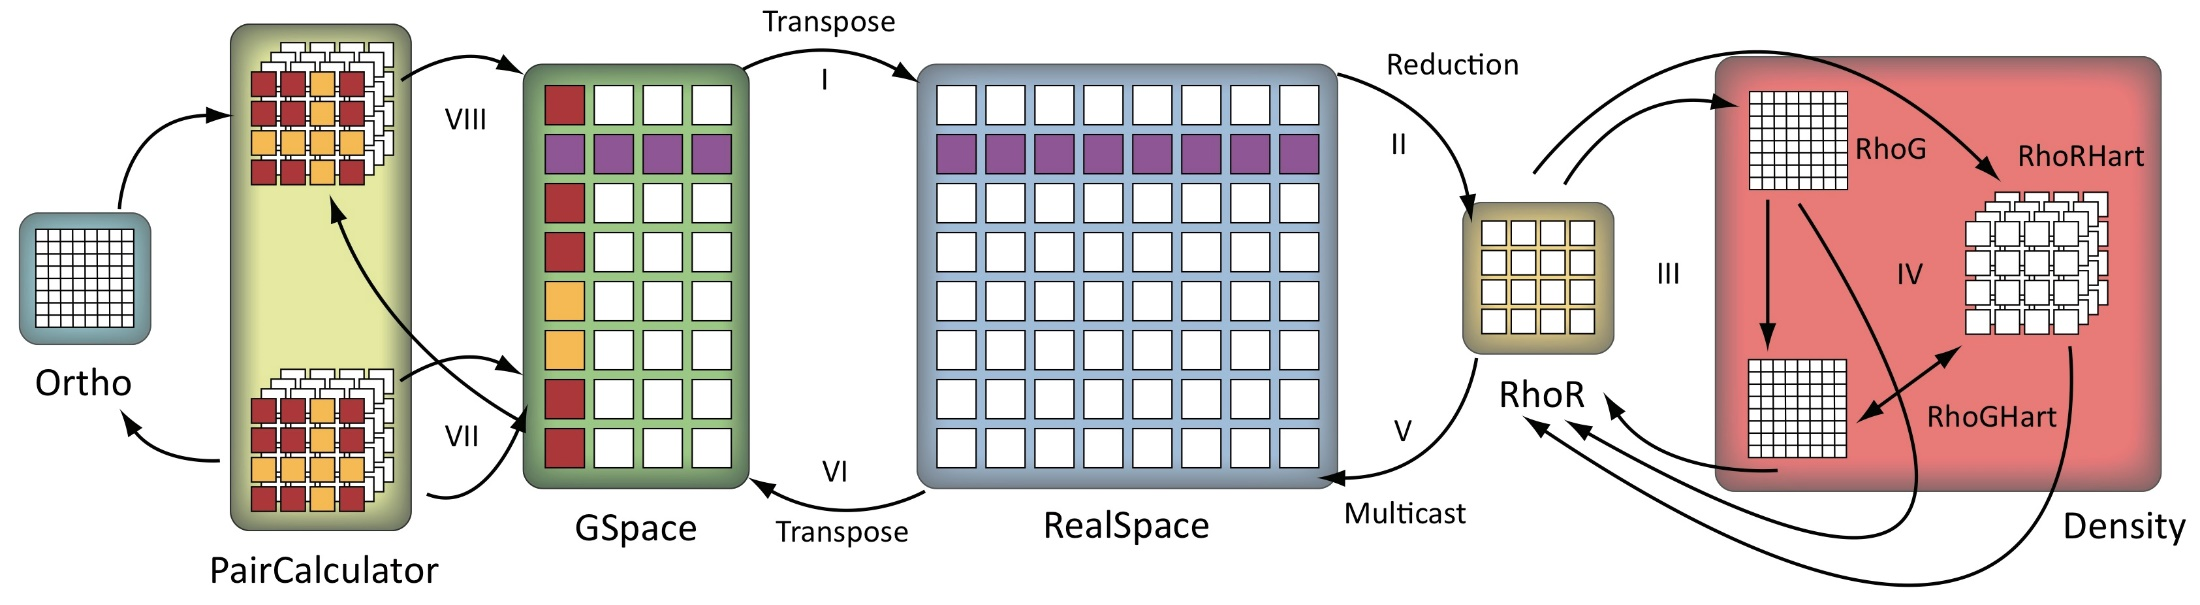 Transpose
I
Reduction
II
VIII
RhoG
RhoRHart
III
IV
Ortho
RhoR
RhoGHart
VII
V
VI
Transpose
Multicast
GSpace
RealSpace
Density
PairCalculator